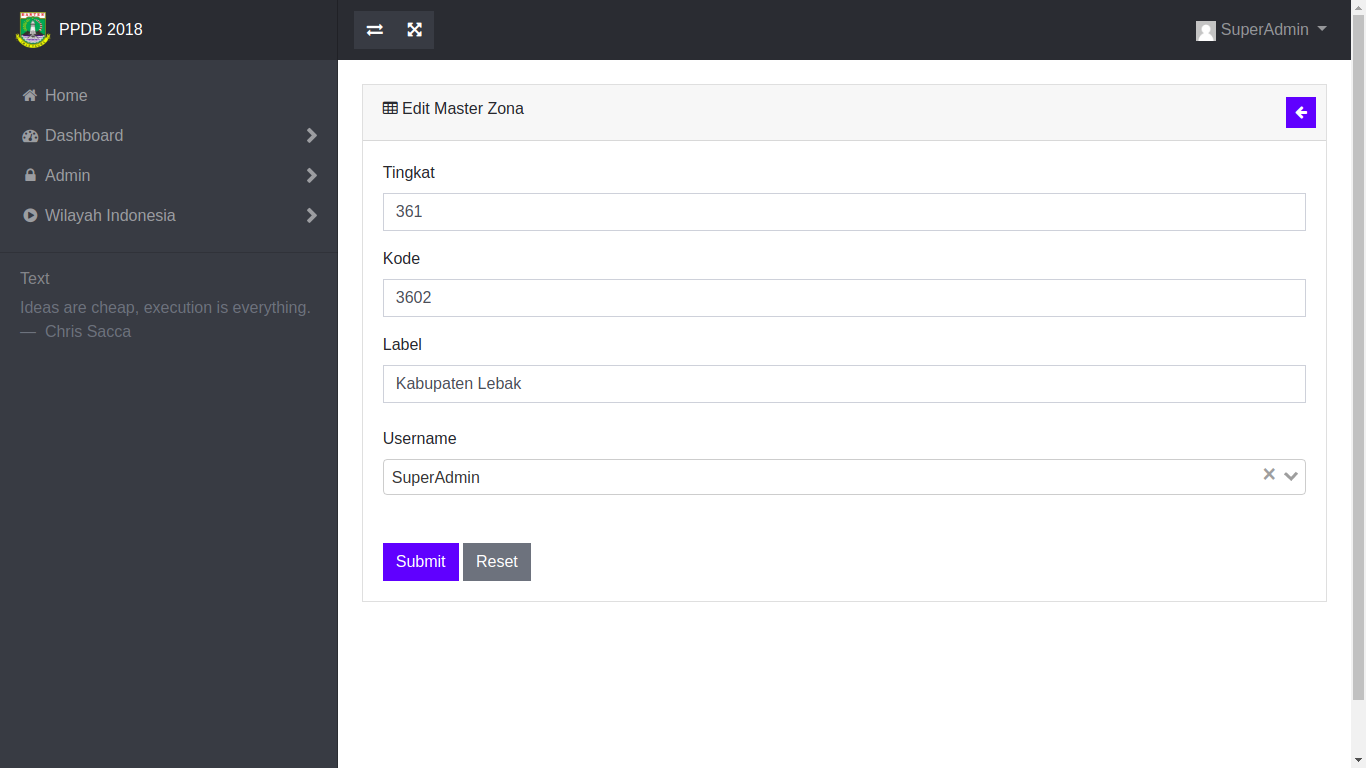 PPDB 2018
SuperAdmin
Home
Dashboard
Admin
Wilayah Indonesia
Text
Ideas are cheap, execution is everything.
— Chris Sacca
Edit Master Zona
Tingkat
361
Kode
3602
Label
Kabupaten Lebak
Username
SuperAdmin
Submit Reset